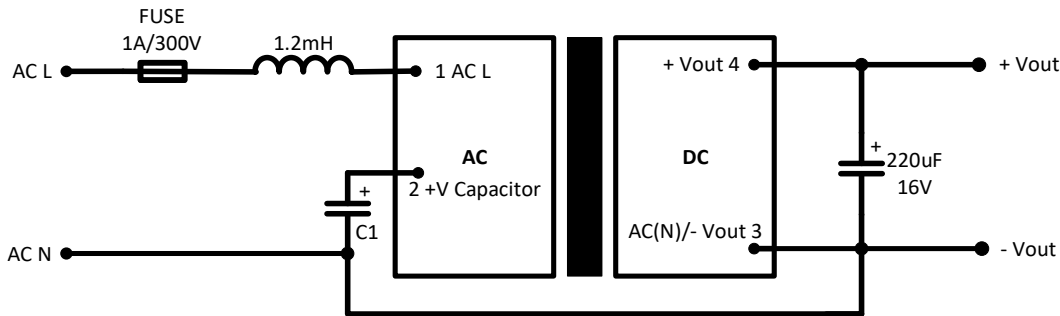 FUSE
1A/300V
1.2mH
AC L
1 AC L
+ Vout 4
+ Vout
AC
DC
+
220uF
16V
2 +V Capacitor
+
C1
AC(N)/- Vout 3
AC N
- Vout